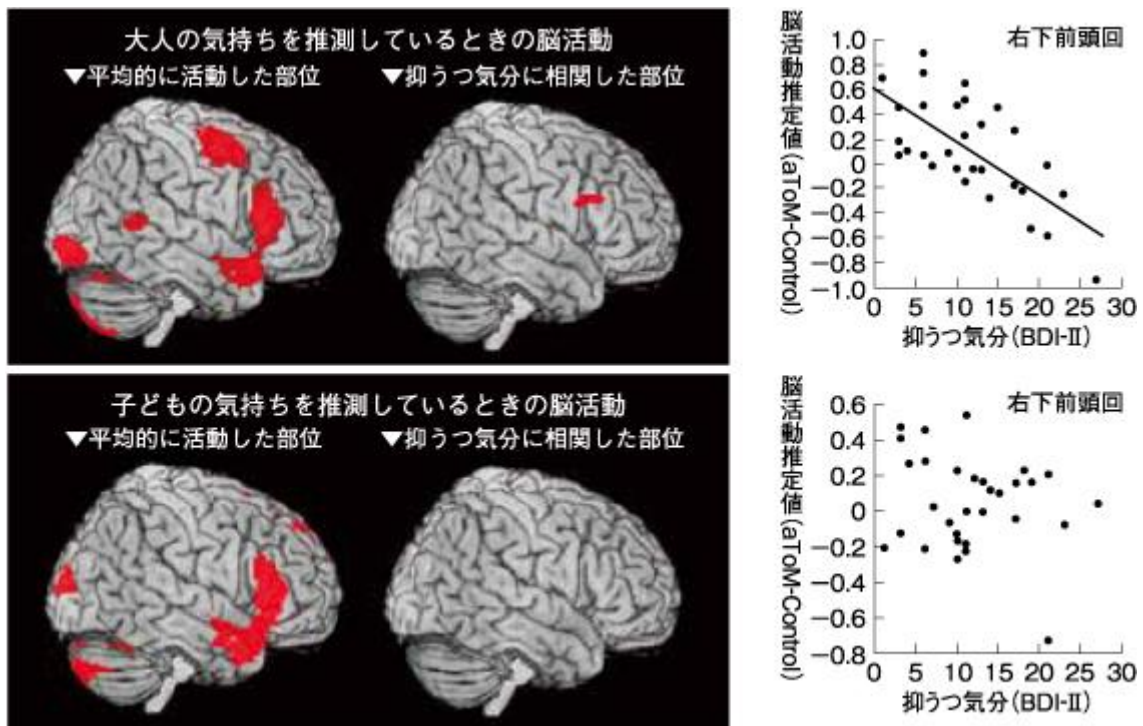 大人の気持ちを推測しているときの脳活動
▼平均的に活動した部位
▼抑うつ気分に相関した部位
脳活動推定値(aToM-Control)
右下前頭回
1.0
0.8
0.6
0.4
0.2
0
−0.2
−0.4
−0.6
−0.8
−1.0
0 5 10 15 20 25 30
抑うつ気分(BDI-II)
子どもの気持ちを推測しているときの脳活動
▼平均的に活動した部位
▼抑うつ気分に相関した部位
脳活動推定値(aToM-Control)
右下前頭回
0.6
0.4
0.2
0
−0.2
−0.4
−0.6
−0.8
0 5 10 15 20 25 30
抑うつ気分(BDI-II)